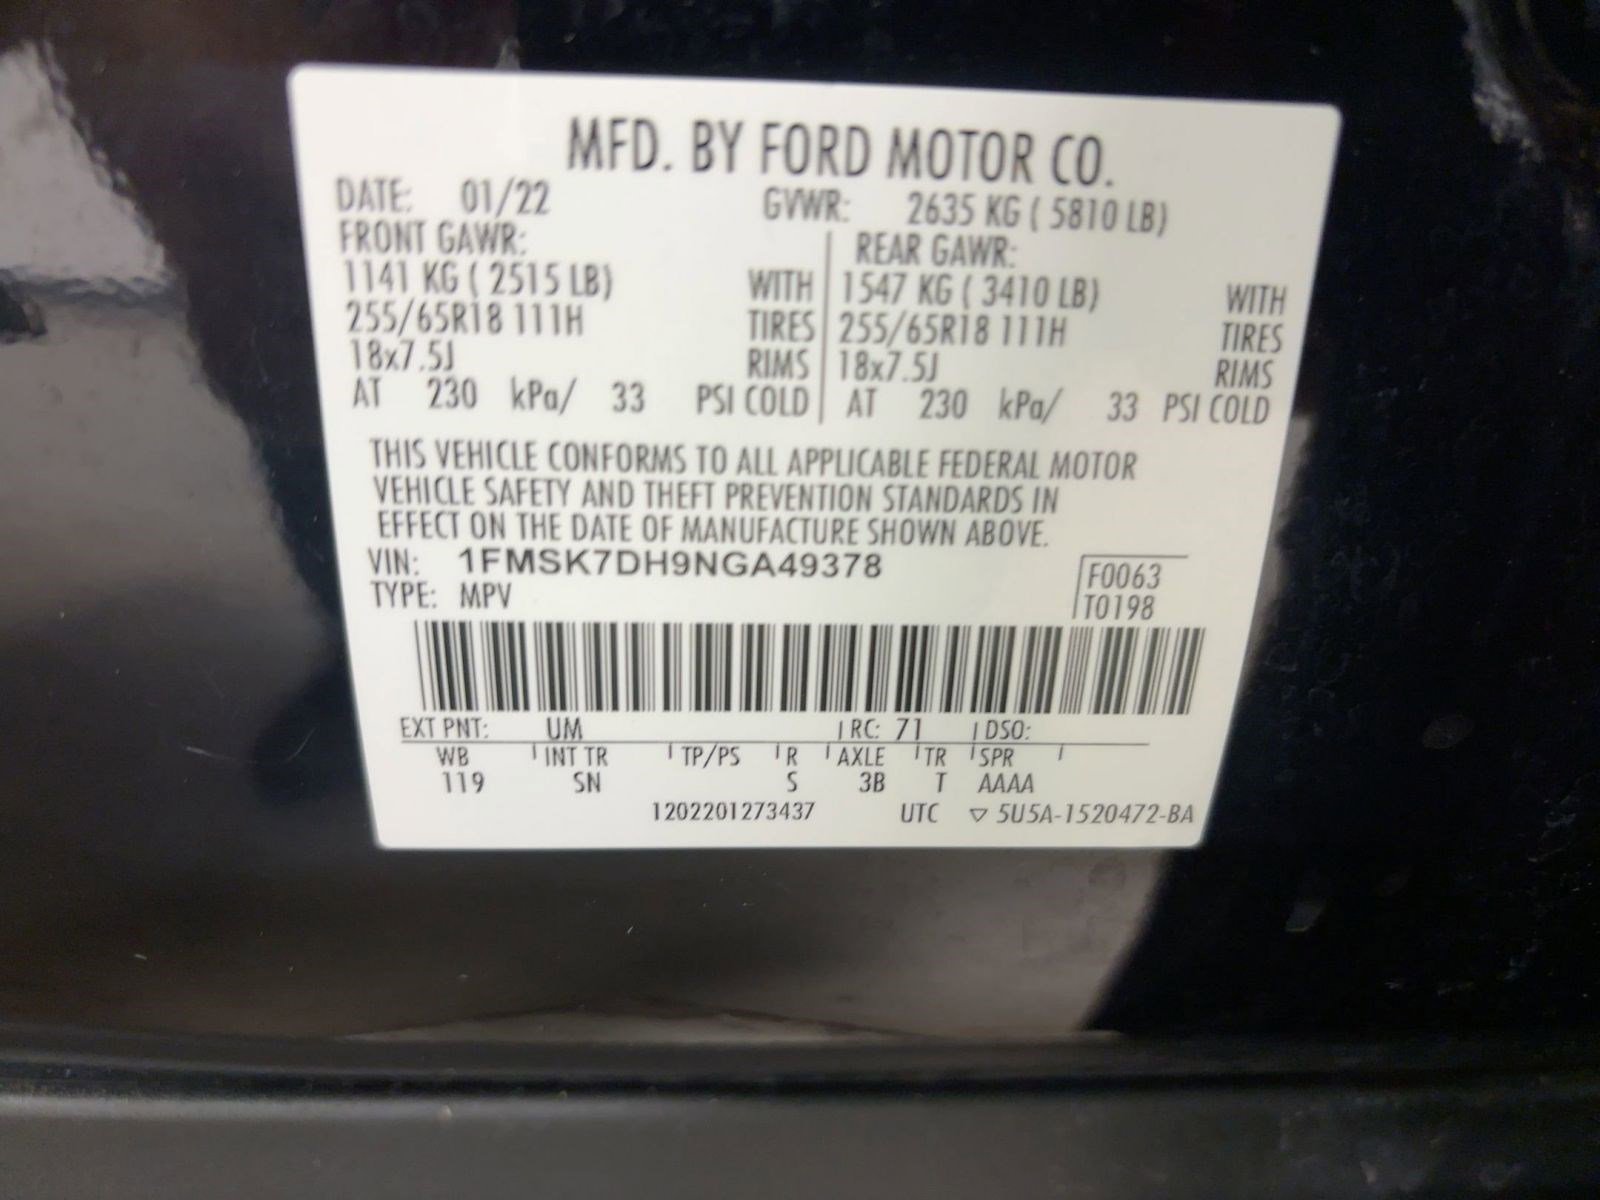 MFD. BY FORD MOTOR CO.
DATE: 01/22 GVWR: 2635 KG ( 5810 LB)
FRONT GAWR: REAR GAWR:
1141 KG ( 2515 LB) WITH 1547 KG ( 3410 LB) WITH
255/65R18 111H TIRES 255/65R18 111H TIRES
18x7.5J RIMS 18x7.5J RIMS
AT 230 kPa/ 33 PSI COLD AT 230 kPa/ 33 PSI COLD
THIS VEHICLE CONFORMS TO ALL APPLICABLE FEDERAL MOTOR
VEHICLE SAFETY AND THEFT PREVENTION STANDARDS IN
EFFECT ON THE DATE OF MANUFACTURE SHOWN ABOVE.
VIN: 1FMSK7DH9NGA49378
F0063
TYPE: MPV
T0198
EXT PNT: UM RC: 71 DSO:
WB INT TR TP/PS R AXLE TR SPR
119 SN S 3B T AAAA
1202201273437 UTC ▽ 5U5A-1520472-BA